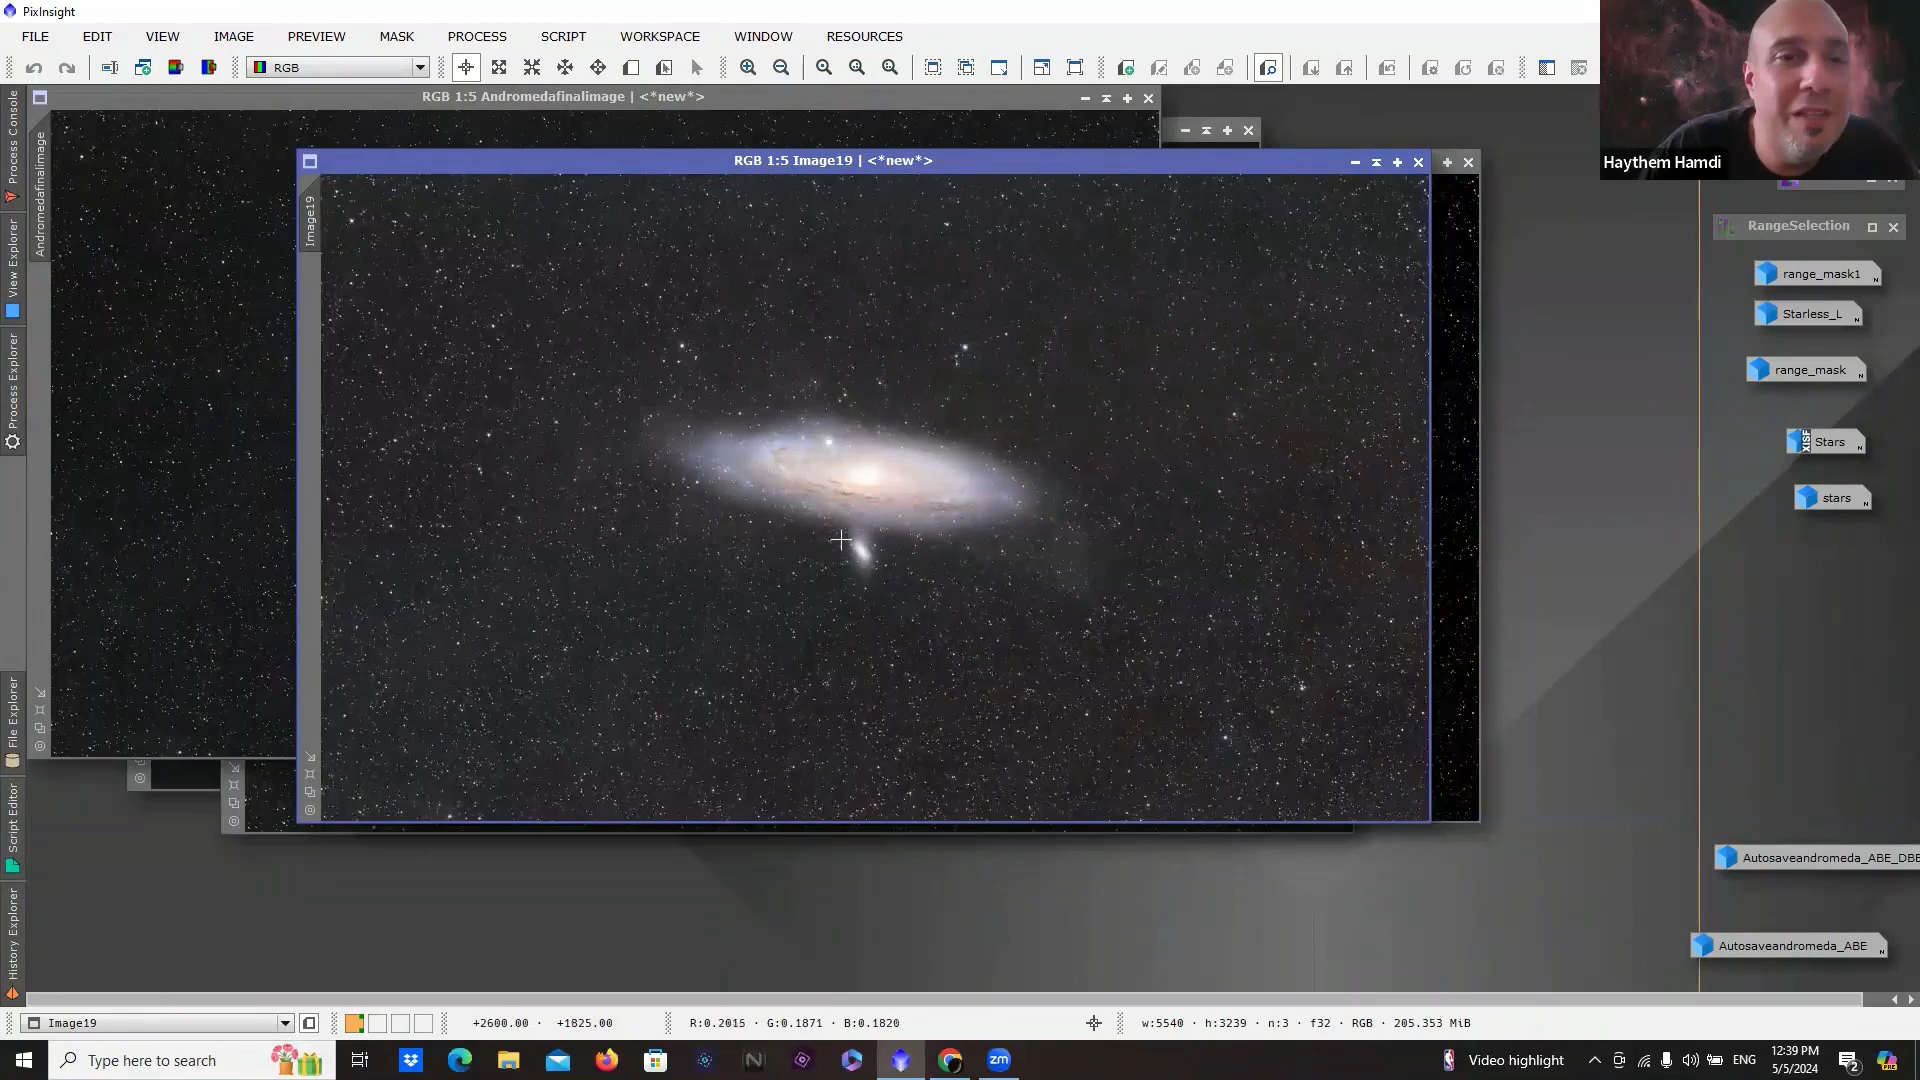 PixInsight
FILE EDIT VIEW IMAGE PREVIEW MASK PROCESS SCRIPT WORKSPACE WINDOW RESOURCES
RGB
Haythem Hamdi
RGB 1:5 Andromedafinalimage | <*new*>
RGB 1:5 Image19 | <*new*>
Process Console
View Explorer
Process Explorer
File Explorer
Script Editor
History Explorer
Andromedafinalimage
Image19
RangeSelection
range_mask1
N
Starless_L
N
range_mask
N
XISF
Stars
N
stars
N
Autosaveandromeda_ABE_DBE
Autosaveandromeda_ABE
N
Image19
+2600.00 · +1825.00
R:0.2015 · G:0.1871 · B:0.1820
w:5540 · h:3239 · n:3 · f32 · RGB · 205.353 MiB
Type here to search
N
zm
Video highlight
ENG
12:39 PM
5/5/2024
2
PRE